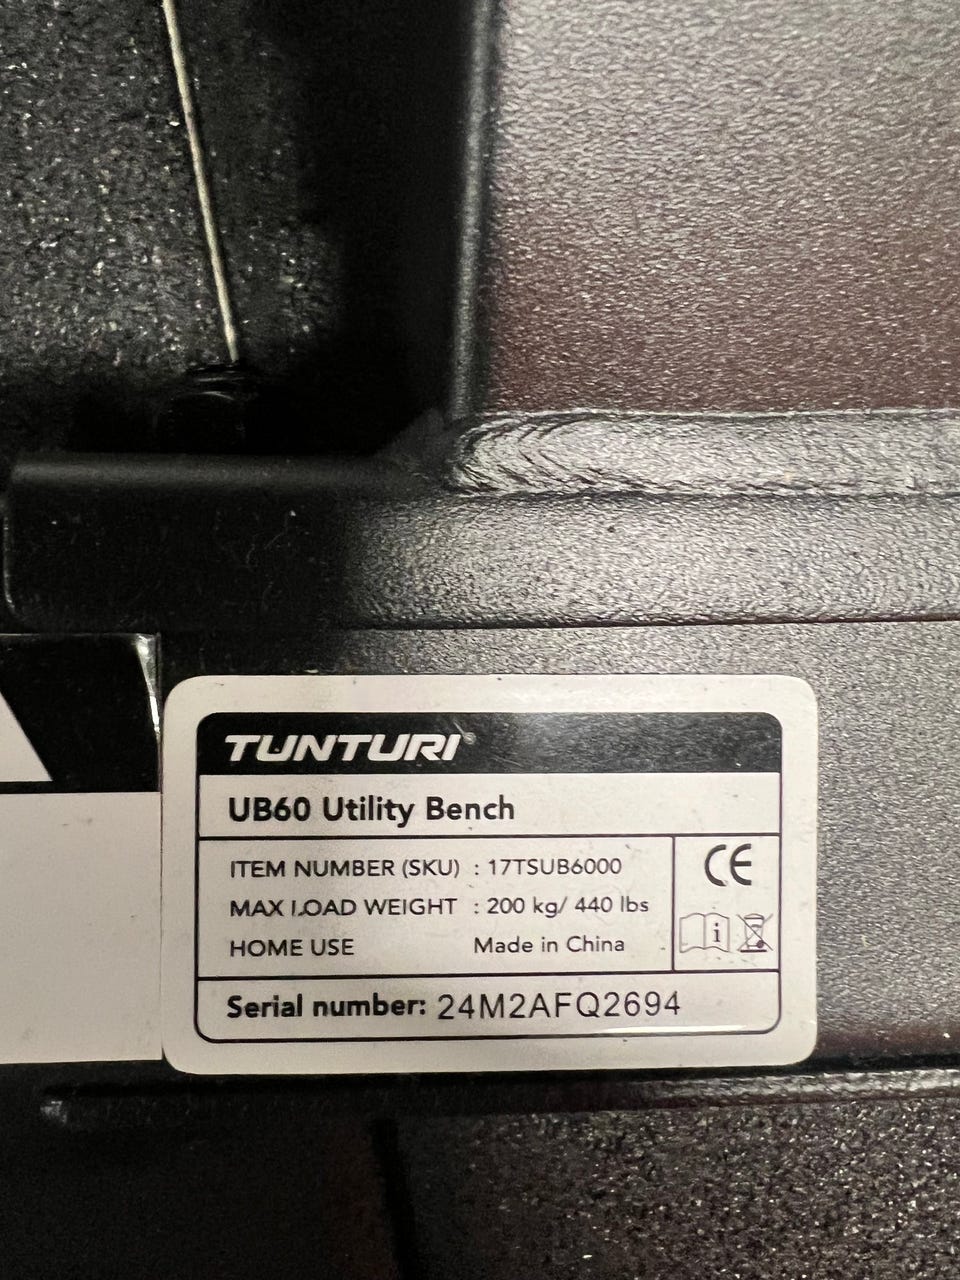 TUNTURI®
UB60 Utility Bench
ITEM NUMBER (SKU) : 17TSUB6000
MAX LOAD WEIGHT : 200 kg/ 440 lbs
HOME USE Made in China
CE
i
Serial number: 24M2AFQ2694